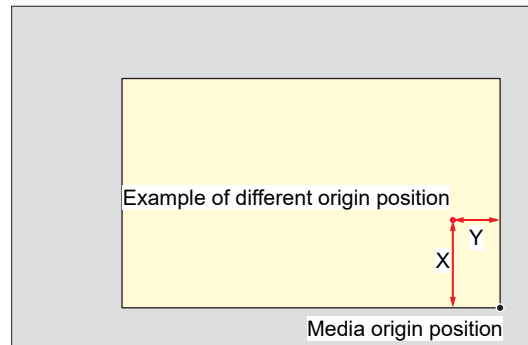 Example of different origin position
Y
X
Media origin position